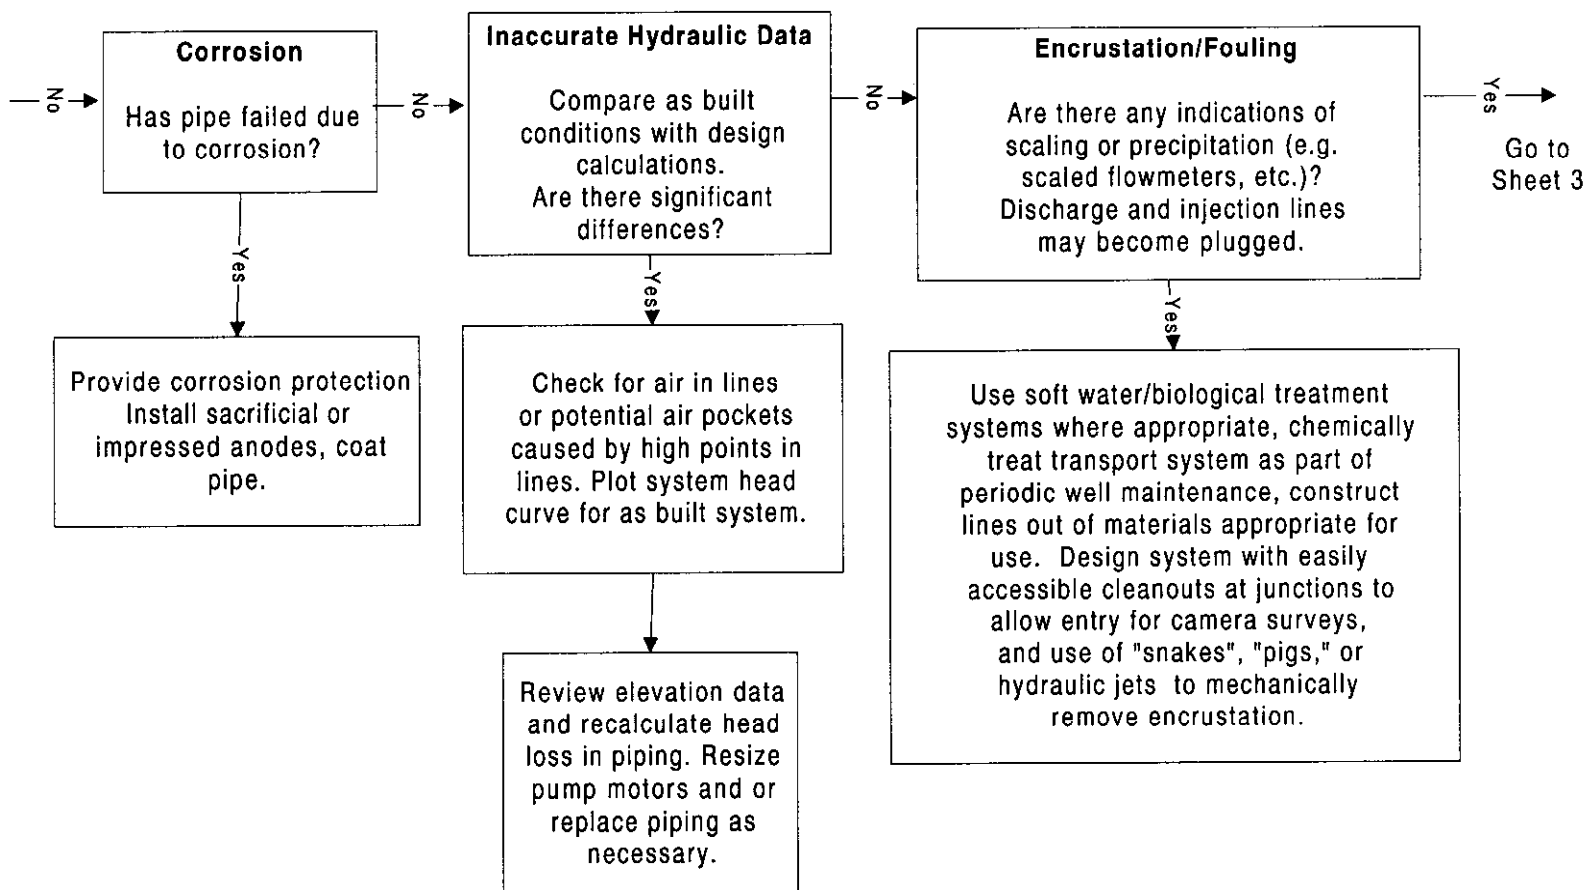 No
Corrosion
Has pipe failed due
to corrosion?
No
Inaccurate Hydraulic Data
Compare as built
conditions with design
calculations.
Are there significant
differences?
No
Encrustation/Fouling
Are there any indications of
scaling or precipitation (e.g.
scaled flowmeters, etc.)?
Discharge and injection lines
may become plugged.
Yes
Go to
Sheet 3
Yes
Yes
Yes
Provide corrosion protection
Install sacrificial or
impressed anodes, coat
pipe.
Check for air in lines
or potential air pockets
caused by high points in
lines. Plot system head
curve for as built system.
Use soft water/biological treatment
systems where appropriate, chemically
treat transport system as part of
periodic well maintenance, construct
lines out of materials appropriate for
use. Design system with easily
accessible cleanouts at junctions to
allow entry for camera surveys,
and use of "snakes", "pigs," or
hydraulic jets to mechanically
remove encrustation.
Review elevation data
and recalculate head
loss in piping. Resize
pump motors and or
replace piping as
necessary.